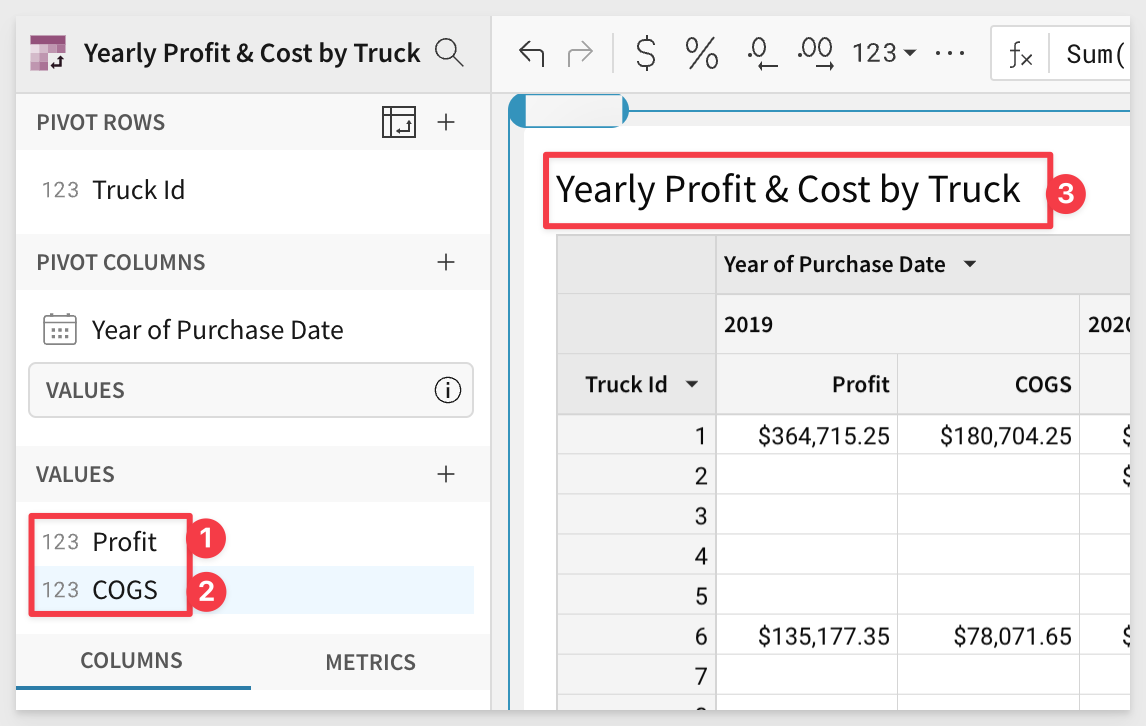 Yearly Profit & Cost by Truck
$ % .0 .00 123 ... fx Sum(
PIVOT ROWS
123 Truck Id
PIVOT COLUMNS
Year of Purchase Date
VALUES
VALUES
123 Profit 1
123 COGS 2
COLUMNS METRICS
Yearly Profit & Cost by Truck 3
Year of Purchase Date
2019 2020
Truck Id Profit COGS
1 $364,715.25 $180,704.25 $
2 $
3
4
5
6 $135,177.35 $78,071.65 $
7